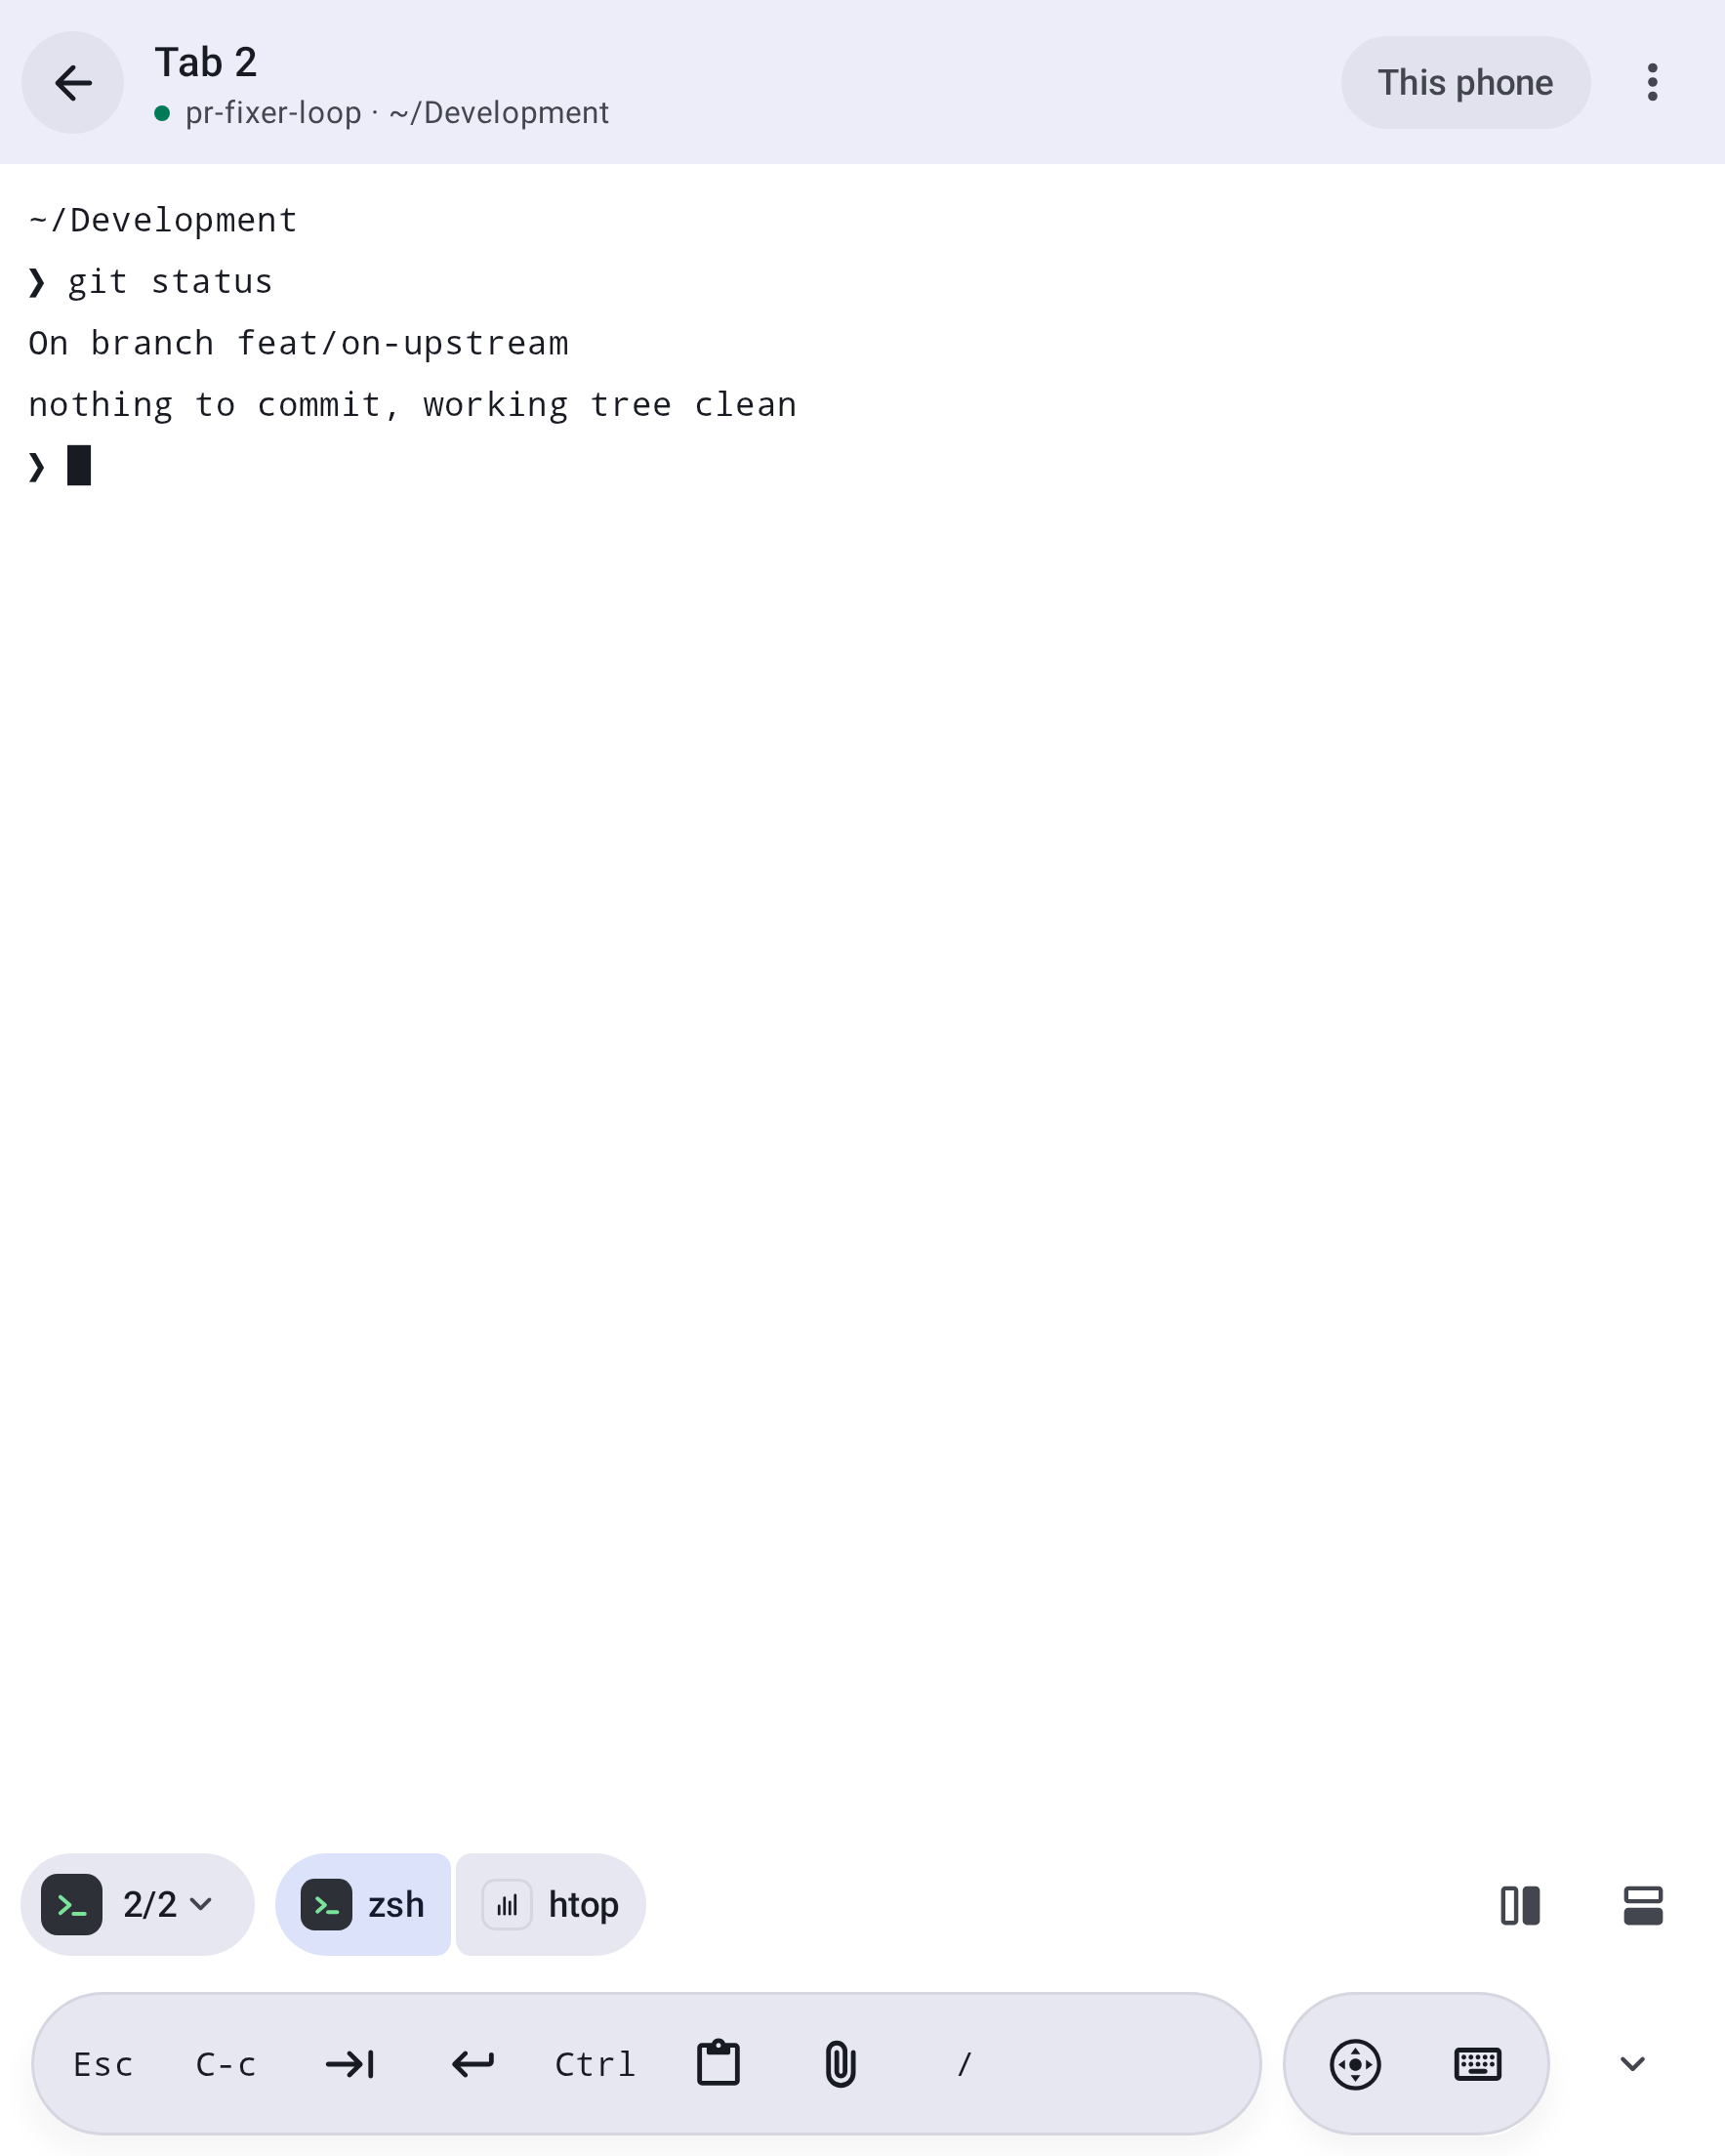 Tab 2
pr-fixer-loop · ~/Development
This phone
~/Development
❯ git status
On branch feat/on-upstream
nothing to commit, working tree clean
❯
2/2
zsh
htop
Esc
C-c
Ctrl
/